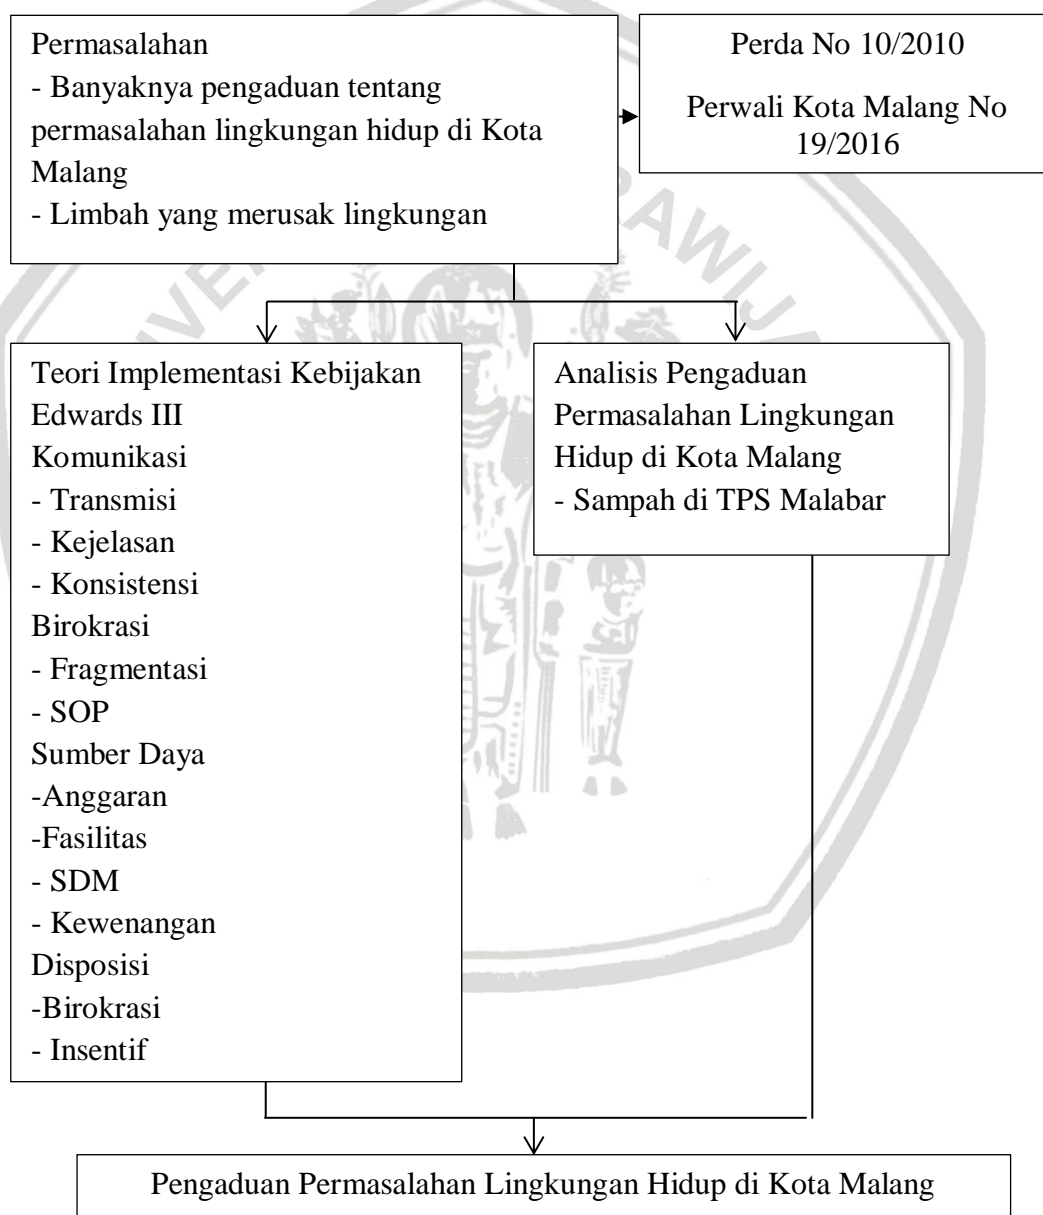 Permasalahan
- Banyaknya pengaduan tentang
permasalahan lingkungan hidup di Kota
Malang
- Limbah yang merusak lingkungan
Perda No 10/2010
Perwali Kota Malang No
19/2016
Teori Implementasi Kebijakan
Edwards III
Komunikasi
- Transmisi
- Kejelasan
- Konsistensi
Birokrasi
- Fragmentasi
- SOP
Sumber Daya
-Anggaran
-Fasilitas
- SDM
- Kewenangan
Disposisi
-Birokrasi
- Insentif
Analisis Pengaduan
Permasalahan Lingkungan
Hidup di Kota Malang
- Sampah di TPS Malabar
Pengaduan Permasalahan Lingkungan Hidup di Kota Malang